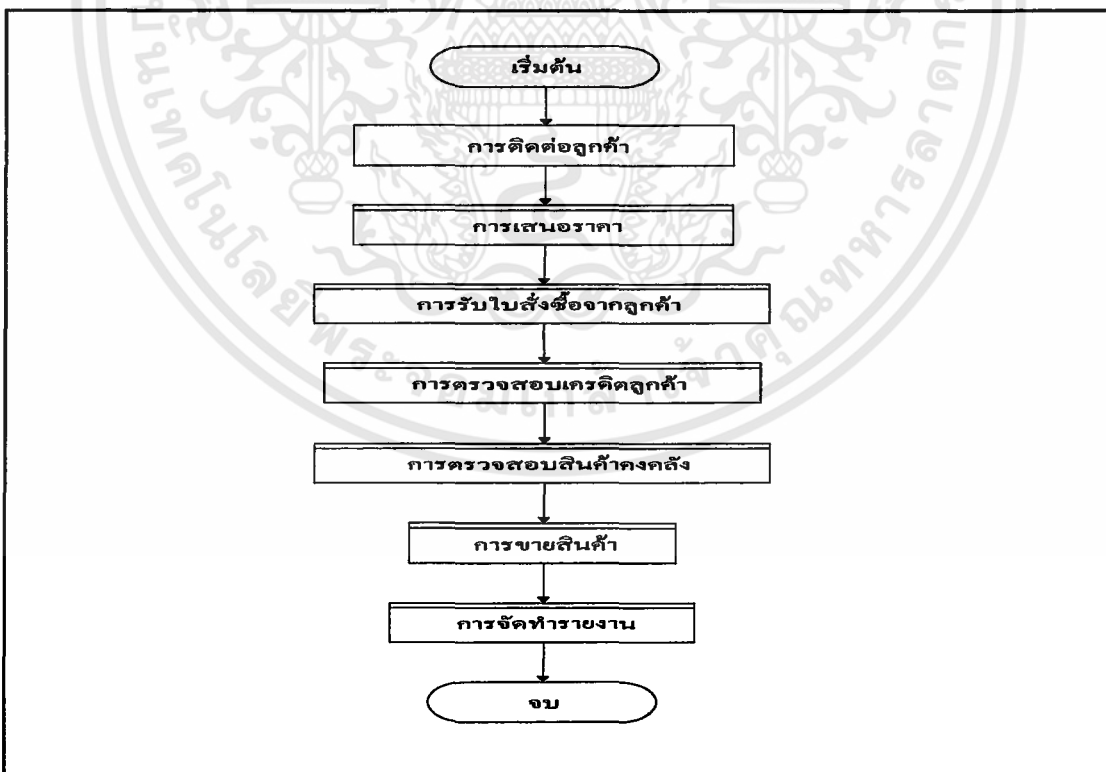 เริ่มต้น
การติดต่อลูกค้า
การเสนอราคา
การรับใบสั่งซื้อจากลูกค้า
การตรวจสอบเครดิตลูกค้า
การตรวจสอบสินค้าคงคลัง
การขายสินค้า
การจัดทำรายงาน
จบ